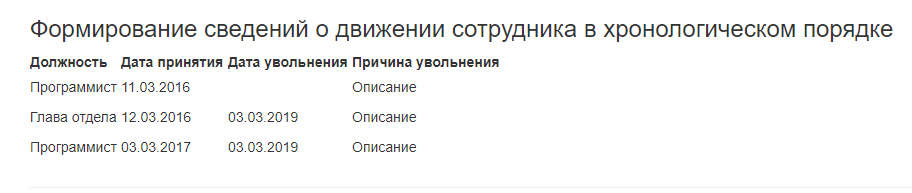 Формирование сведений о движении сотрудника в хронологическом порядке
Должность Дата принятия Дата увольнения Причина увольнения
Программист 11.03.2016 Описание
Глава отдела 12.03.2016 03.03.2019 Описание
Программист 03.03.2017 03.03.2019 Описание